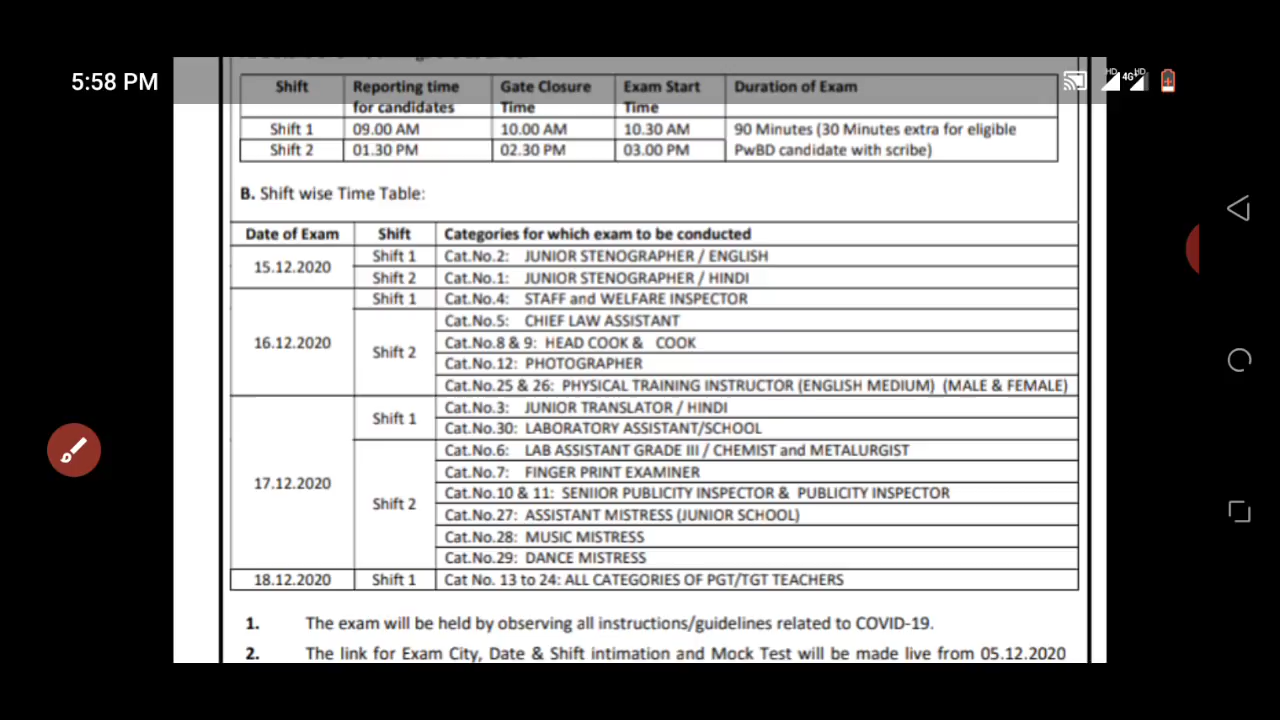 5:58 PM
HD 4G+ HD
Shift Reporting time for candidates Gate Closure Time Exam Start Time Duration of Exam
Shift 1 09.00 AM 10.00 AM 10.30 AM 90 Minutes (30 Minutes extra for eligible
Shift 2 01.30 PM 02.30 PM 03.00 PM PwBD candidate with scribe)
B. Shift wise Time Table:
Date of Exam Shift Categories for which exam to be conducted
15.12.2020 Shift 1 Cat.No.2: JUNIOR STENOGRAPHER / ENGLISH
Shift 2 Cat.No.1: JUNIOR STENOGRAPHER / HINDI
16.12.2020 Shift 1 Cat.No.4: STAFF and WELFARE INSPECTOR
Shift 2 Cat.No.5: CHIEF LAW ASSISTANT
Cat.No.8 & 9: HEAD COOK & COOK
Cat.No.12: PHOTOGRAPHER
Cat.No.25 & 26: PHYSICAL TRAINING INSTRUCTOR (ENGLISH MEDIUM) (MALE & FEMALE)
17.12.2020 Shift 1 Cat.No.3: JUNIOR TRANSLATOR / HINDI
Cat.No.30: LABORATORY ASSISTANT/SCHOOL
Shift 2 Cat.No.6: LAB ASSISTANT GRADE III / CHEMIST and METALURGIST
Cat.No.7: FINGER PRINT EXAMINER
Cat.No.10 & 11: SENIIOR PUBLICITY INSPECTOR & PUBLICITY INSPECTOR
Cat.No.27: ASSISTANT MISTRESS (JUNIOR SCHOOL)
Cat.No.28: MUSIC MISTRESS
Cat.No.29: DANCE MISTRESS
18.12.2020 Shift 1 Cat No. 13 to 24: ALL CATEGORIES OF PGT/TGT TEACHERS
1. The exam will be held by observing all instructions/guidelines related to COVID-19.
2. The link for Exam City, Date & Shift intimation and Mock Test will be made live from 05.12.2020